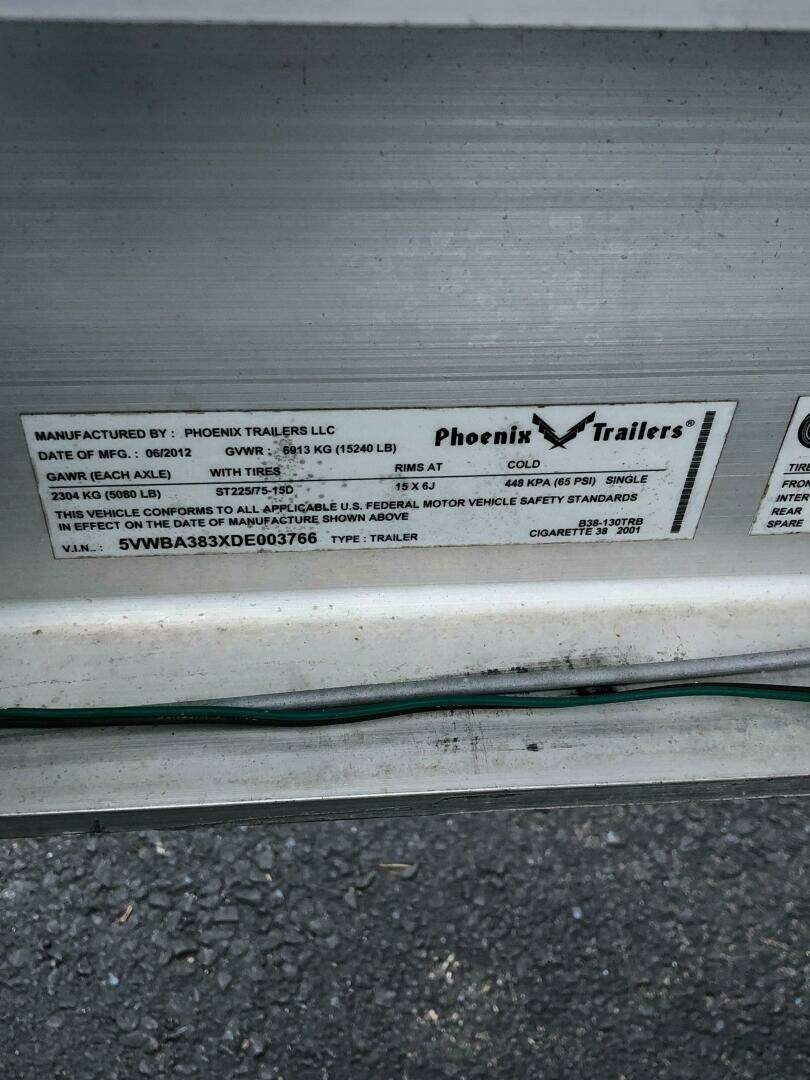 MANUFACTURED BY : PHOENIX TRAILERS LLC
Phoenix Trailers®
DATE OF MFG. : 06/2012 GVWR : 6913 KG (15240 LB)
GAWR (EACH AXLE) WITH TIRES RIMS AT COLD
2304 KG (5080 LB) ST225/75-15D 15 X 6J 448 KPA (65 PSI) SINGLE
THIS VEHICLE CONFORMS TO ALL APPLICABLE U.S. FEDERAL MOTOR VEHICLE SAFETY STANDARDS
IN EFFECT ON THE DATE OF MANUFACTURE SHOWN ABOVE
B38-130TRB
V.I.N.. : 5VWBA383XDE003766 TYPE : TRAILER CIGARETTE 38 2001
TIRE
FRON
INTER
REAR
SPARE